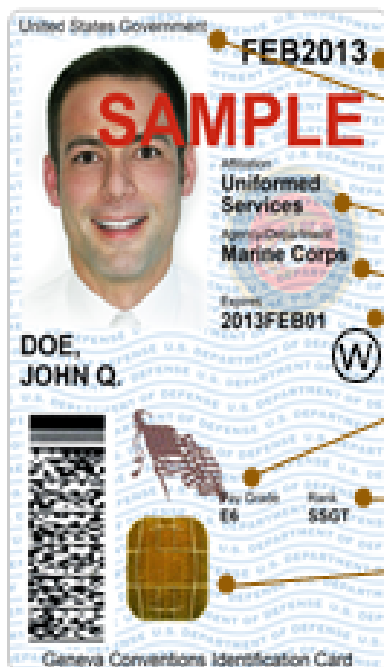 United States Government
FEB2013
SAMPLE
Affiliation
Uniformed
Services
Agency/Department
Marine Corps
Expires
2013FEB01
DOE,
JOHN Q.
W
Pay Grade
E6
Rank
SSGT
Geneva Conventions Identification Card